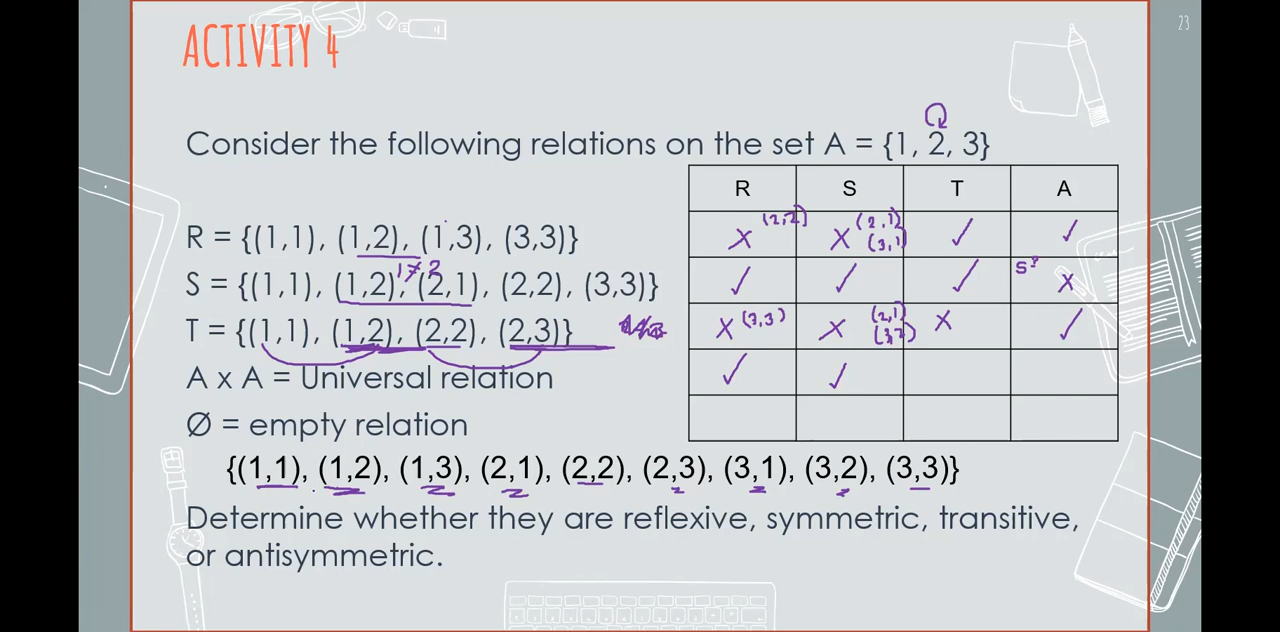 23
ACTIVITY 4
Consider the following relations on the set A = {1, 2, 3}
R S T A
R = {(1,1), (1,2), (1,3), (3,3)}
✗ (2,2) ✗ (2,1) (3,1) ✓ ✓
1≠2
S = {(1,1), (1,2), (2,1), (2,2), (3,3)}
✓ ✓ ✓ S? ✗
T = {(1,1), (1,2), (2,2), (2,3)}
✗ (3,3) ✗ (2,1) (3,2) ✗ ✓
A x A = Universal relation
✓ ✓
Ø = empty relation
{(1,1), (1,2), (1,3), (2,1), (2,2), (2,3), (3,1), (3,2), (3,3)}
Determine whether they are reflexive, symmetric, transitive,
or antisymmetric.